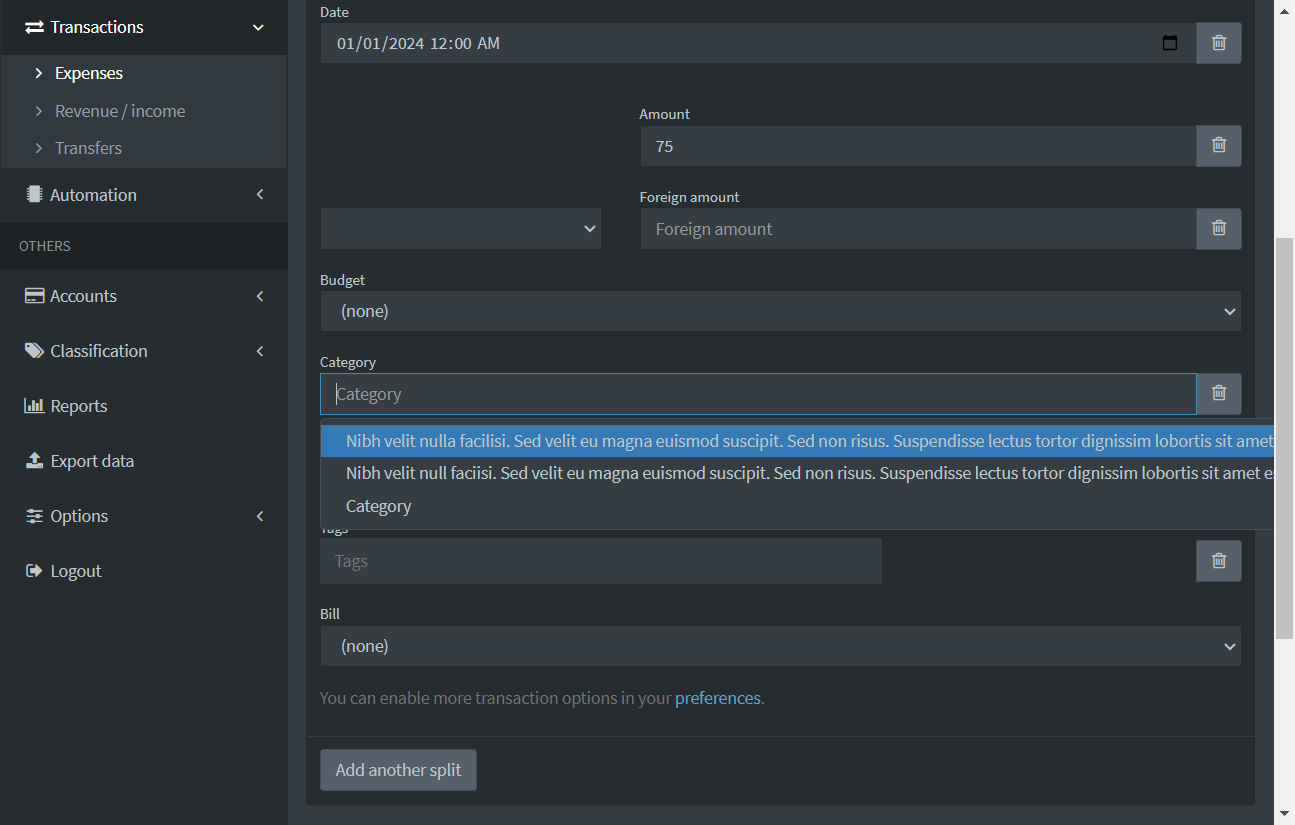 Transactions
Expenses
Revenue / income
Transfers
Automation
OTHERS
Accounts
Classification
Reports
Export data
Options
Logout
Date
01/01/2024 12:00 AM
Amount
75
Foreign amount
Foreign amount
Budget
(none)
Category
Category
Nibh velit nulla facilisi. Sed velit eu magna euismod suscipit. Sed non risus. Suspendisse lectus tortor dignissim lobortis sit amet
Nibh velit null faciisi. Sed velit eu magna euismod suscipit. Sed non risus. Suspendisse lectus tortor dignissim lobortis sit amet e
Category
Tags
Tags
Bill
(none)
You can enable more transaction options in your preferences.
Add another split